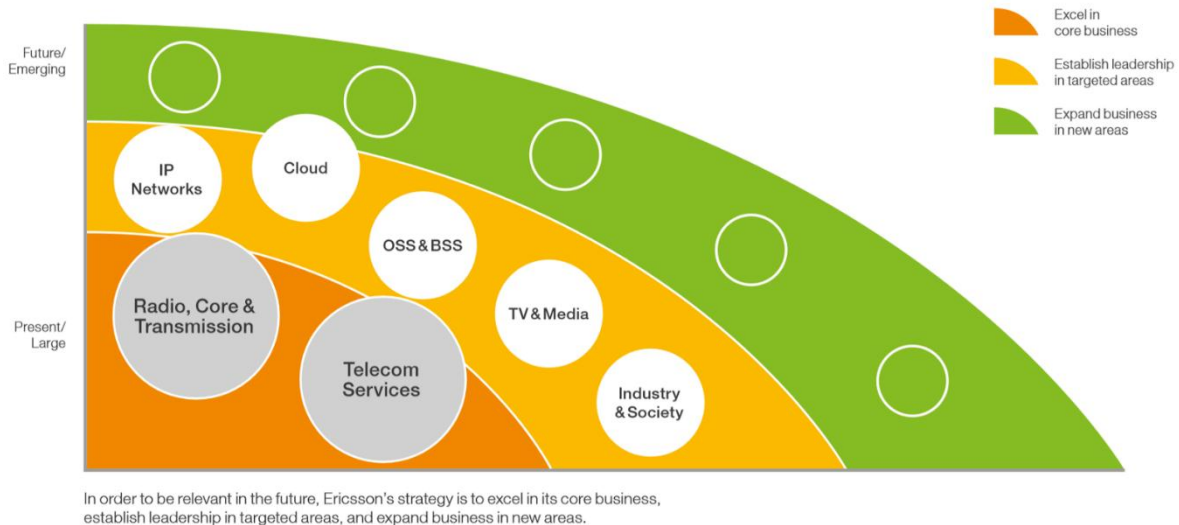 Future/
Emerging
Excel in
core business
Establish leadership
in targeted areas
Expand business
in new areas
IP
Networks
Cloud
OSS & BSS
TV & Media
Industry
& Society
Present/
Large
Radio, Core &
Transmission
Telecom
Services
In order to be relevant in the future, Ericsson's strategy is to excel in its core business,
establish leadership in targeted areas, and expand business in new areas.